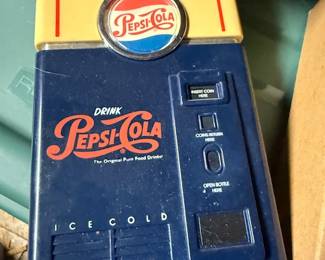 PEPSI-COLA
DRINK
PEPSI-COLA
The Original Pure Food Drink
ICE COLD
INSERT COIN
HERE
COINS RETURN
HERE
OPEN BOTTLE
HERE